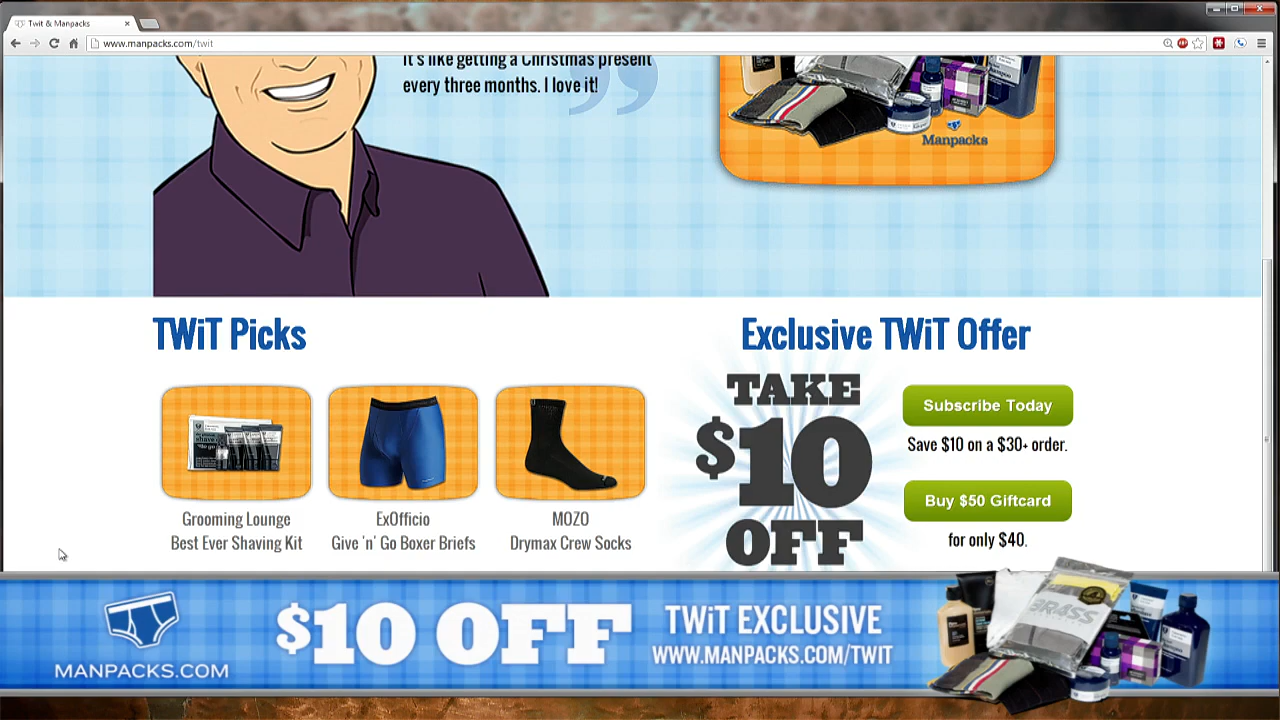 Twit & Manpacks
www.manpacks.com/twit
It's like getting a Christmas present
every three months. I love it!
Manpacks
TWiT Picks
Exclusive TWiT Offer
Grooming Lounge
Best Ever Shaving Kit
ExOfficio
Give 'n' Go Boxer Briefs
MOZO
Drymax Crew Socks
TAKE
$10
OFF
Subscribe Today
Save $10 on a $30+ order.
Buy $50 Giftcard
for only $40.
MANPACKS.COM
$10 OFF
TWiT EXCLUSIVE
WWW.MANPACKS.COM/TWIT